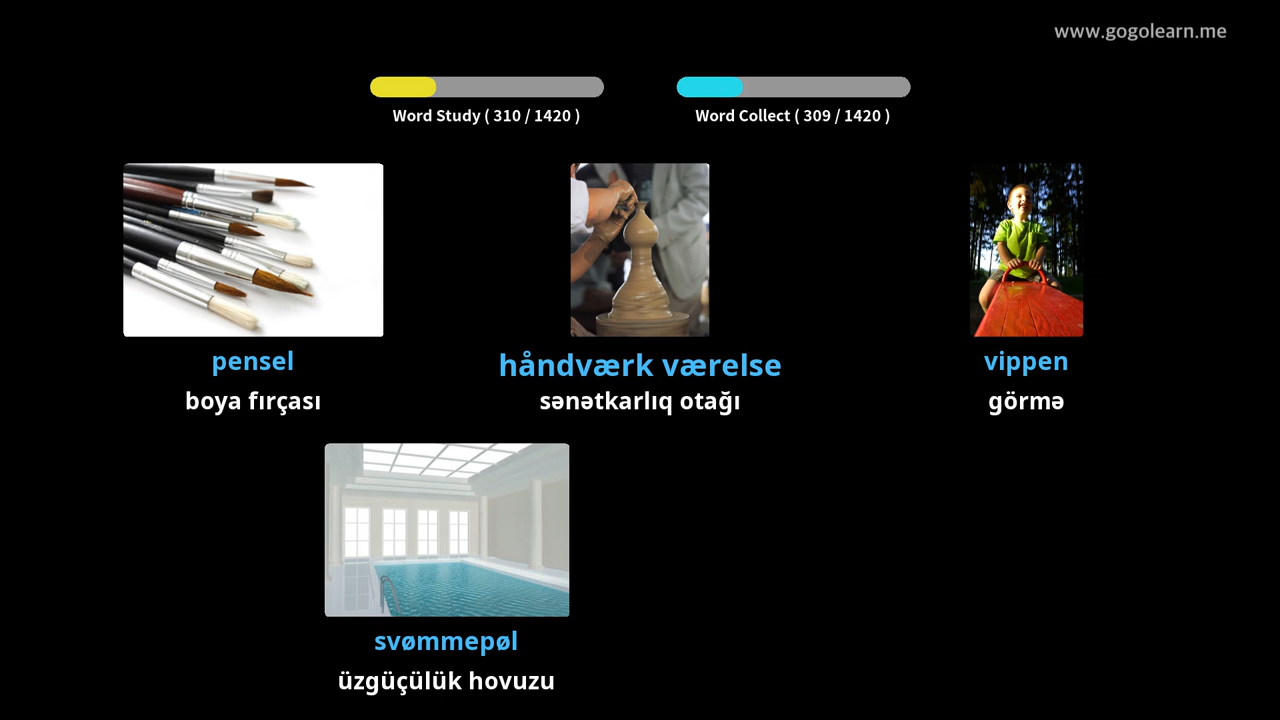 www.gogolearn.me
Word Study ( 310 / 1420 )
Word Collect ( 309 / 1420 )
pensel
boya fırçası
håndværk værelse
sənətkarlıq otağı
vippen
görmə
svømmepøl
üzgüçülük hovuzu